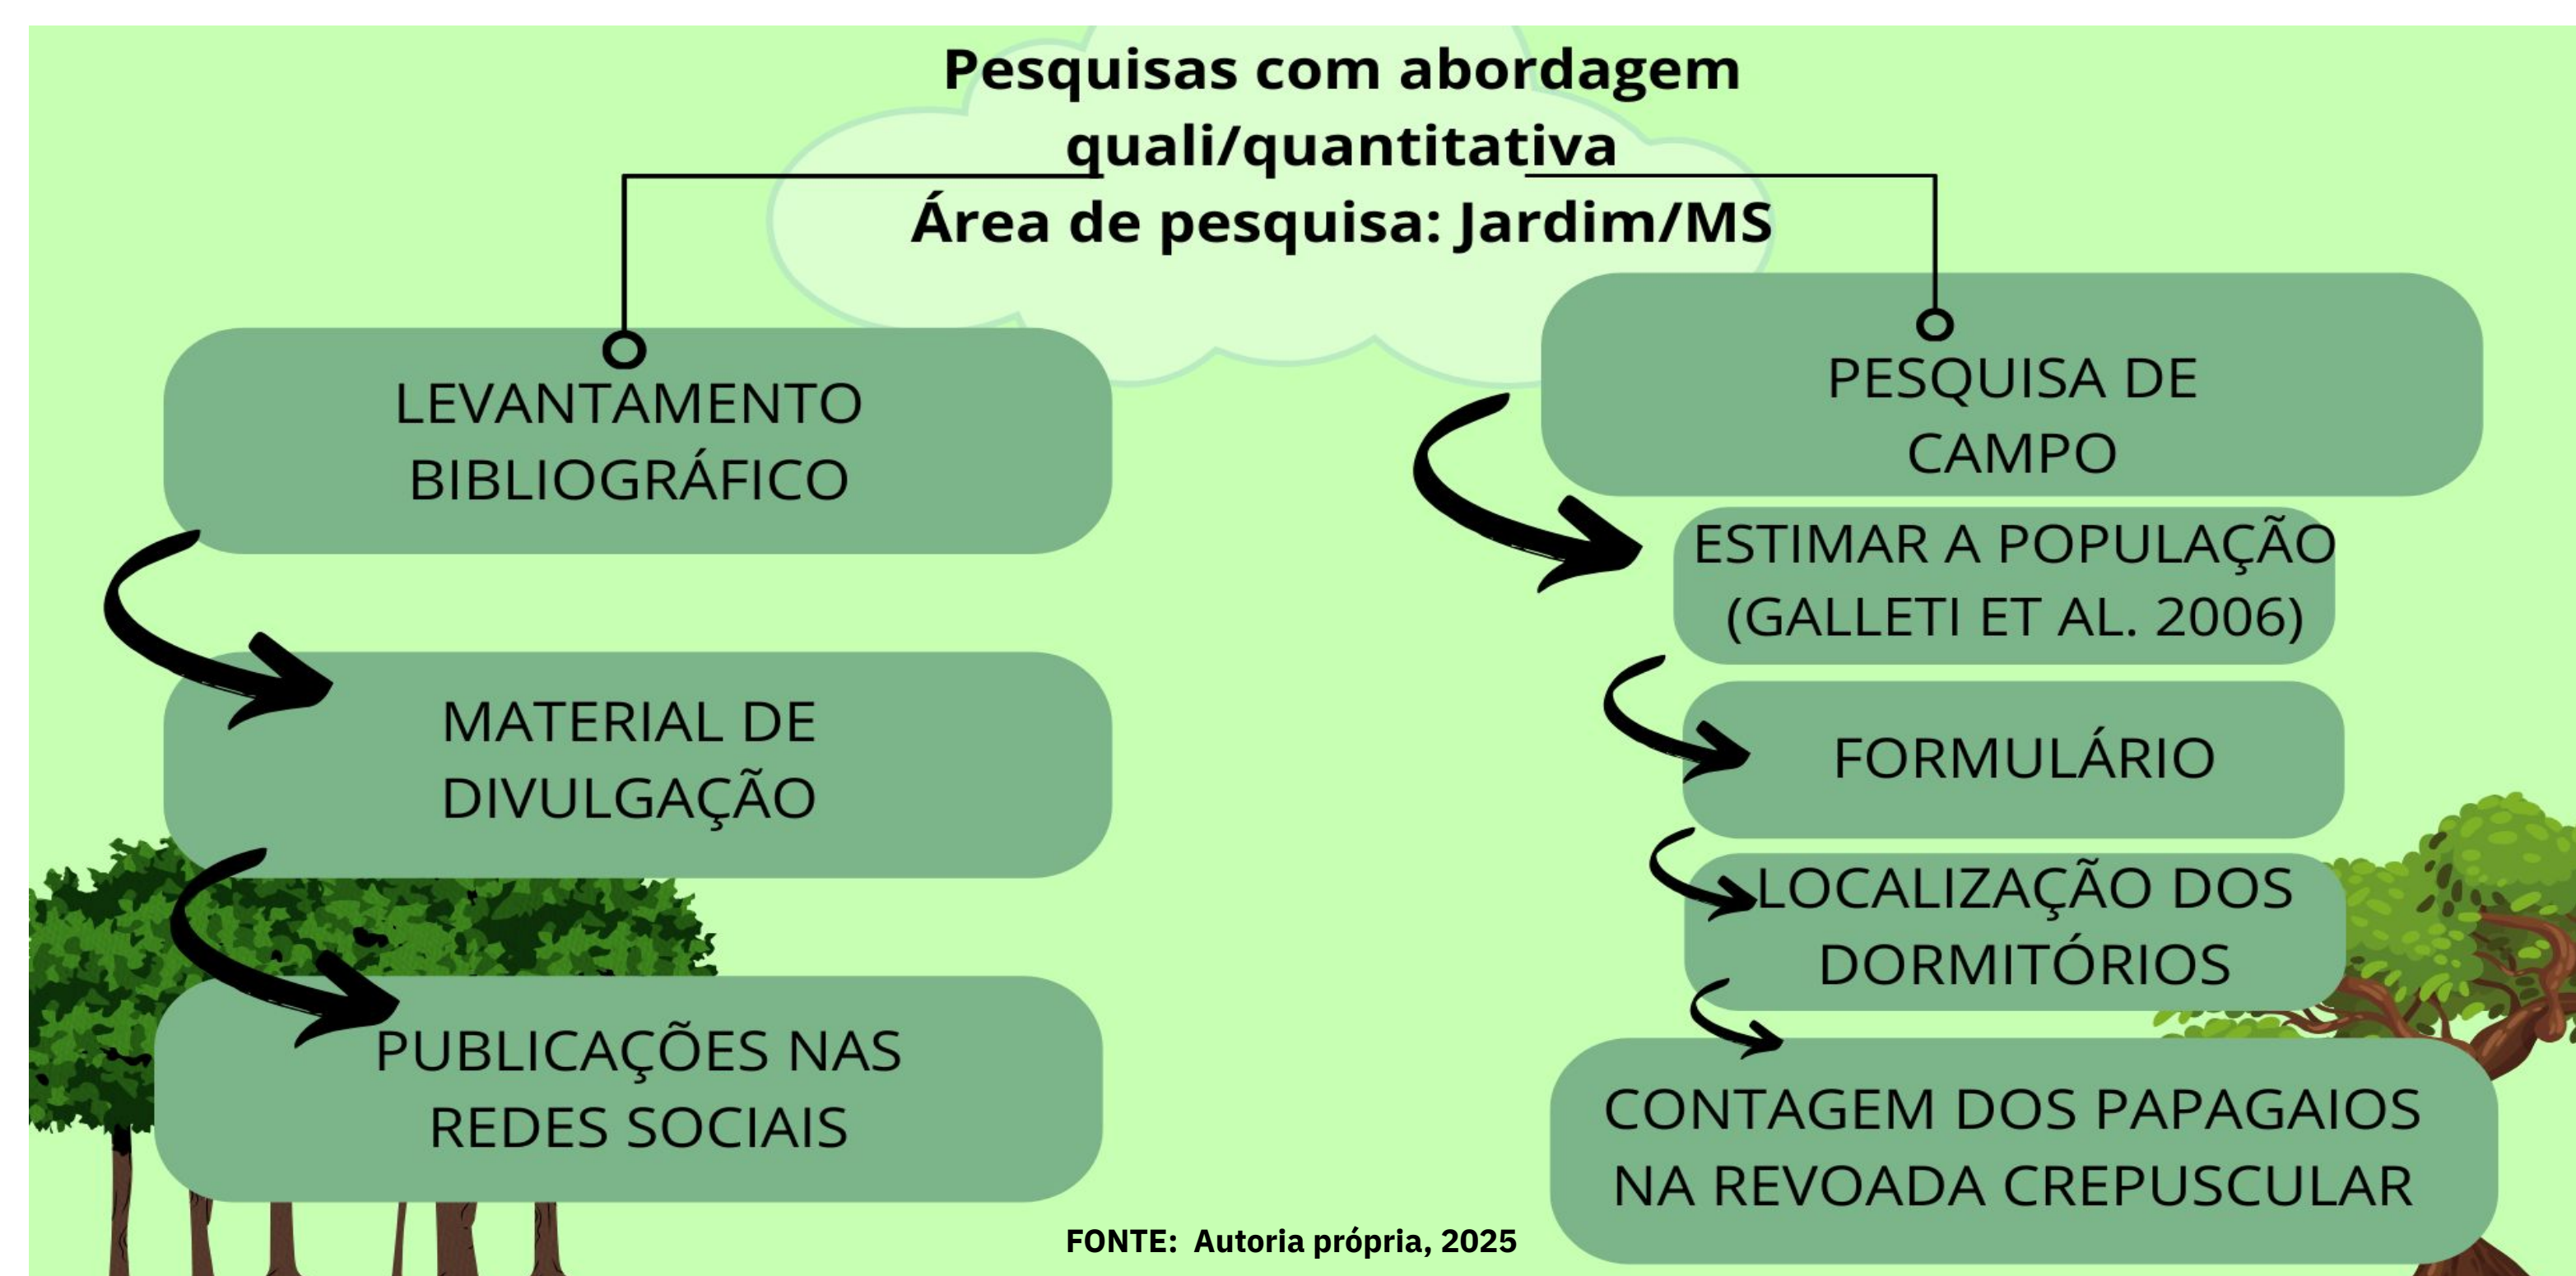 Pesquisas com abordagem
quali/quantitativa
Área de pesquisa: Jardim/MS
LEVANTAMENTO
BIBLIOGRÁFICO
MATERIAL DE
DIVULGAÇÃO
PUBLICAÇÕES NAS
REDES SOCIAIS
PESQUISA DE
CAMPO
ESTIMAR A POPULAÇÃO
(GALLETI ET AL. 2006)
FORMULÁRIO
LOCALIZAÇÃO DOS
DORMITÓRIOS
CONTAGEM DOS PAPAGAIOS
NA REVOADA CREPUSCULAR
FONTE: Autoria própria, 2025